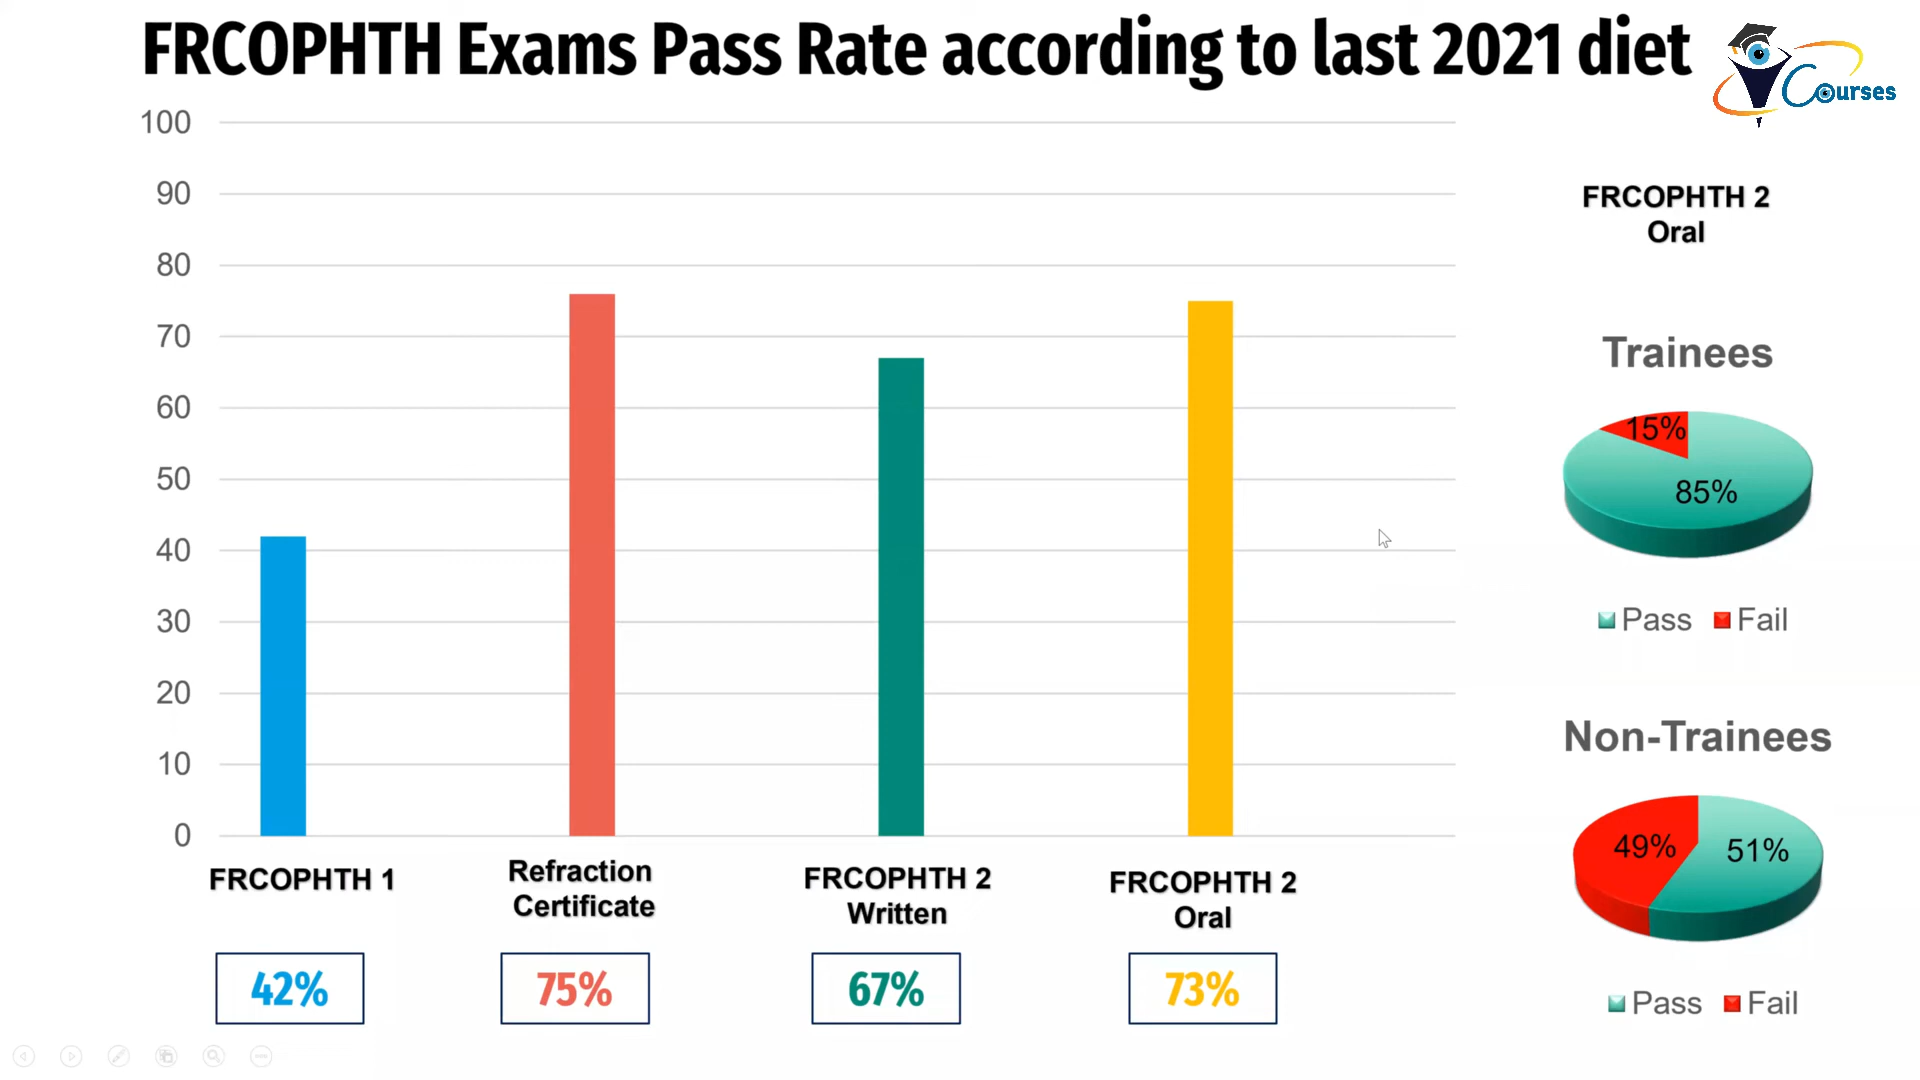 FRCOPHTH Exams Pass Rate according to last 2021 diet
Courses
100
90
80
70
60
50
40
30
20
10
0
FRCOPHTH 1
Refraction
Certificate
FRCOPHTH 2
Written
FRCOPHTH 2
Oral
42%
75%
67%
73%
FRCOPHTH 2
Oral
Trainees
15%
85%
Pass Fail
Non-Trainees
49% 51%
Pass Fail